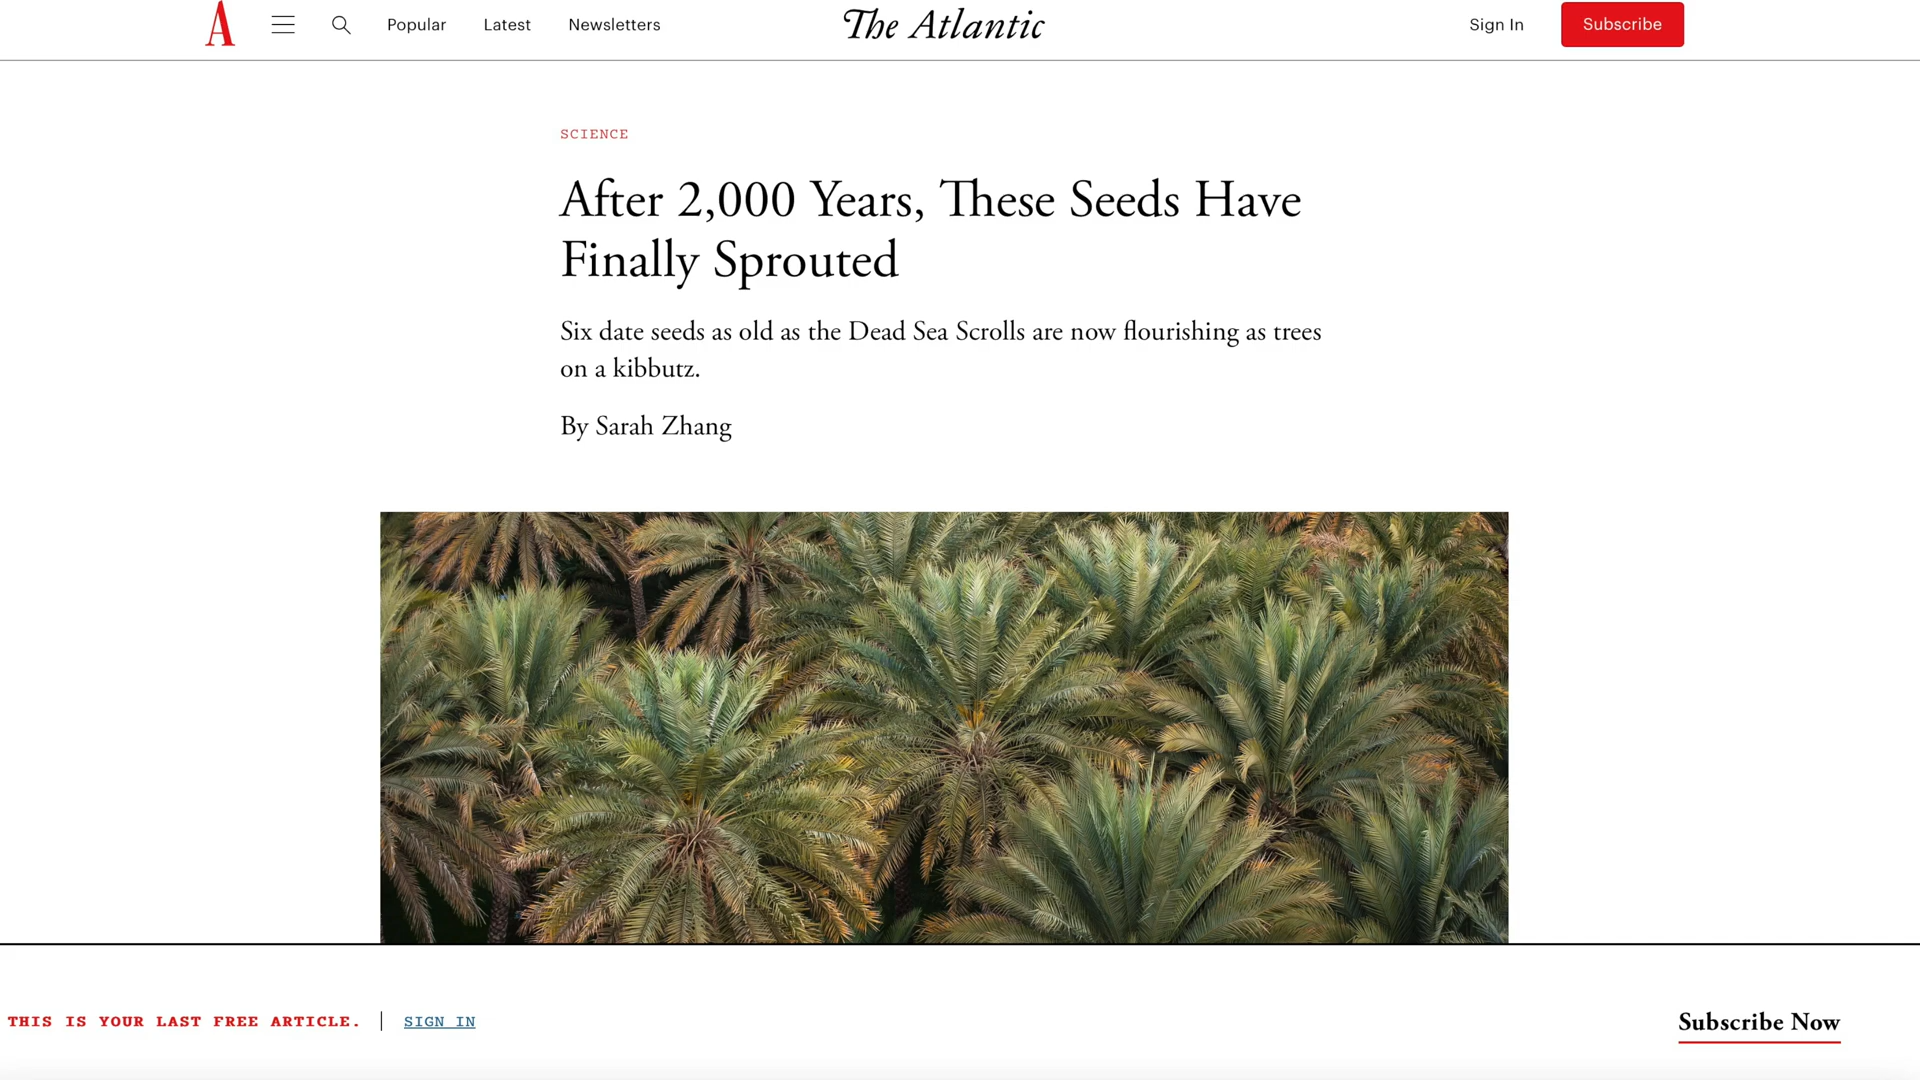 A
Popular
Latest
Newsletters
The Atlantic
Sign In
Subscribe
SCIENCE
After 2,000 Years, These Seeds Have
Finally Sprouted
Six date seeds as old as the Dead Sea Scrolls are now flourishing as trees
on a kibbutz.
By Sarah Zhang
THIS IS YOUR LAST FREE ARTICLE.
SIGN IN
Subscribe Now